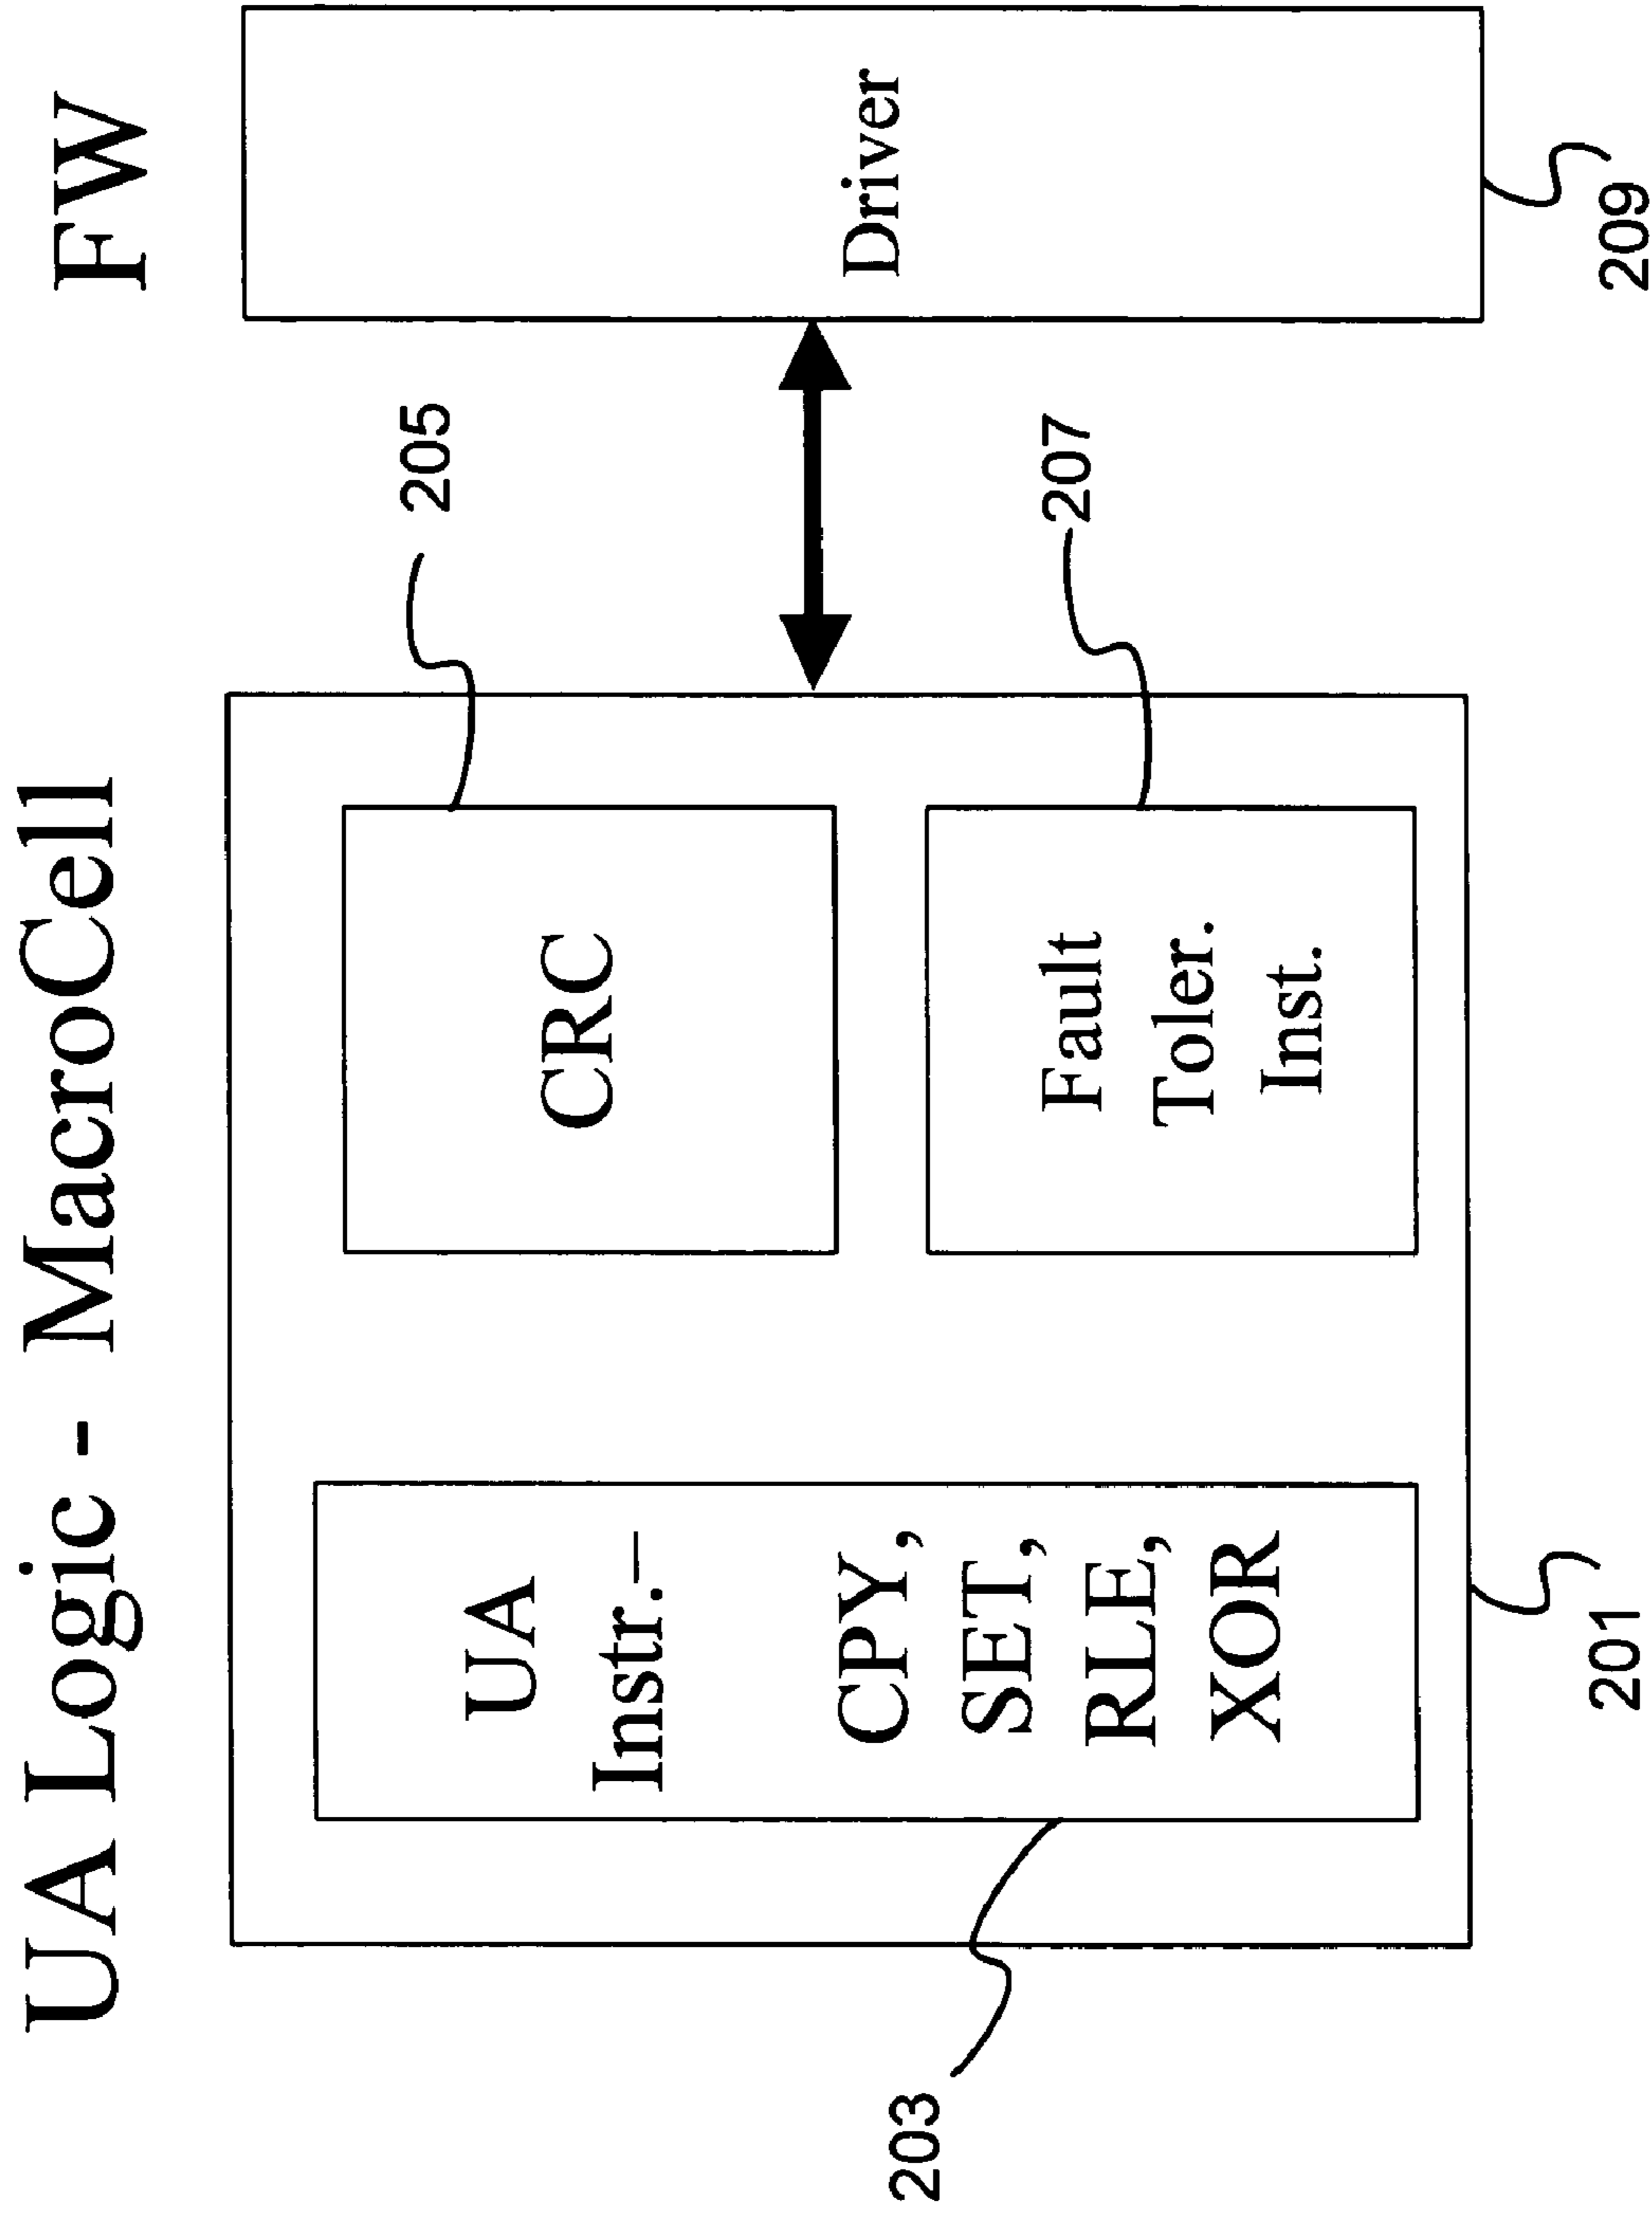 UA Logic - MacroCell
FW
UA
Instr.–
CPY,
SET,
RLE,
XOR
CRC
Fault
Toler.
Inst.
Driver
203
205
207
201
209